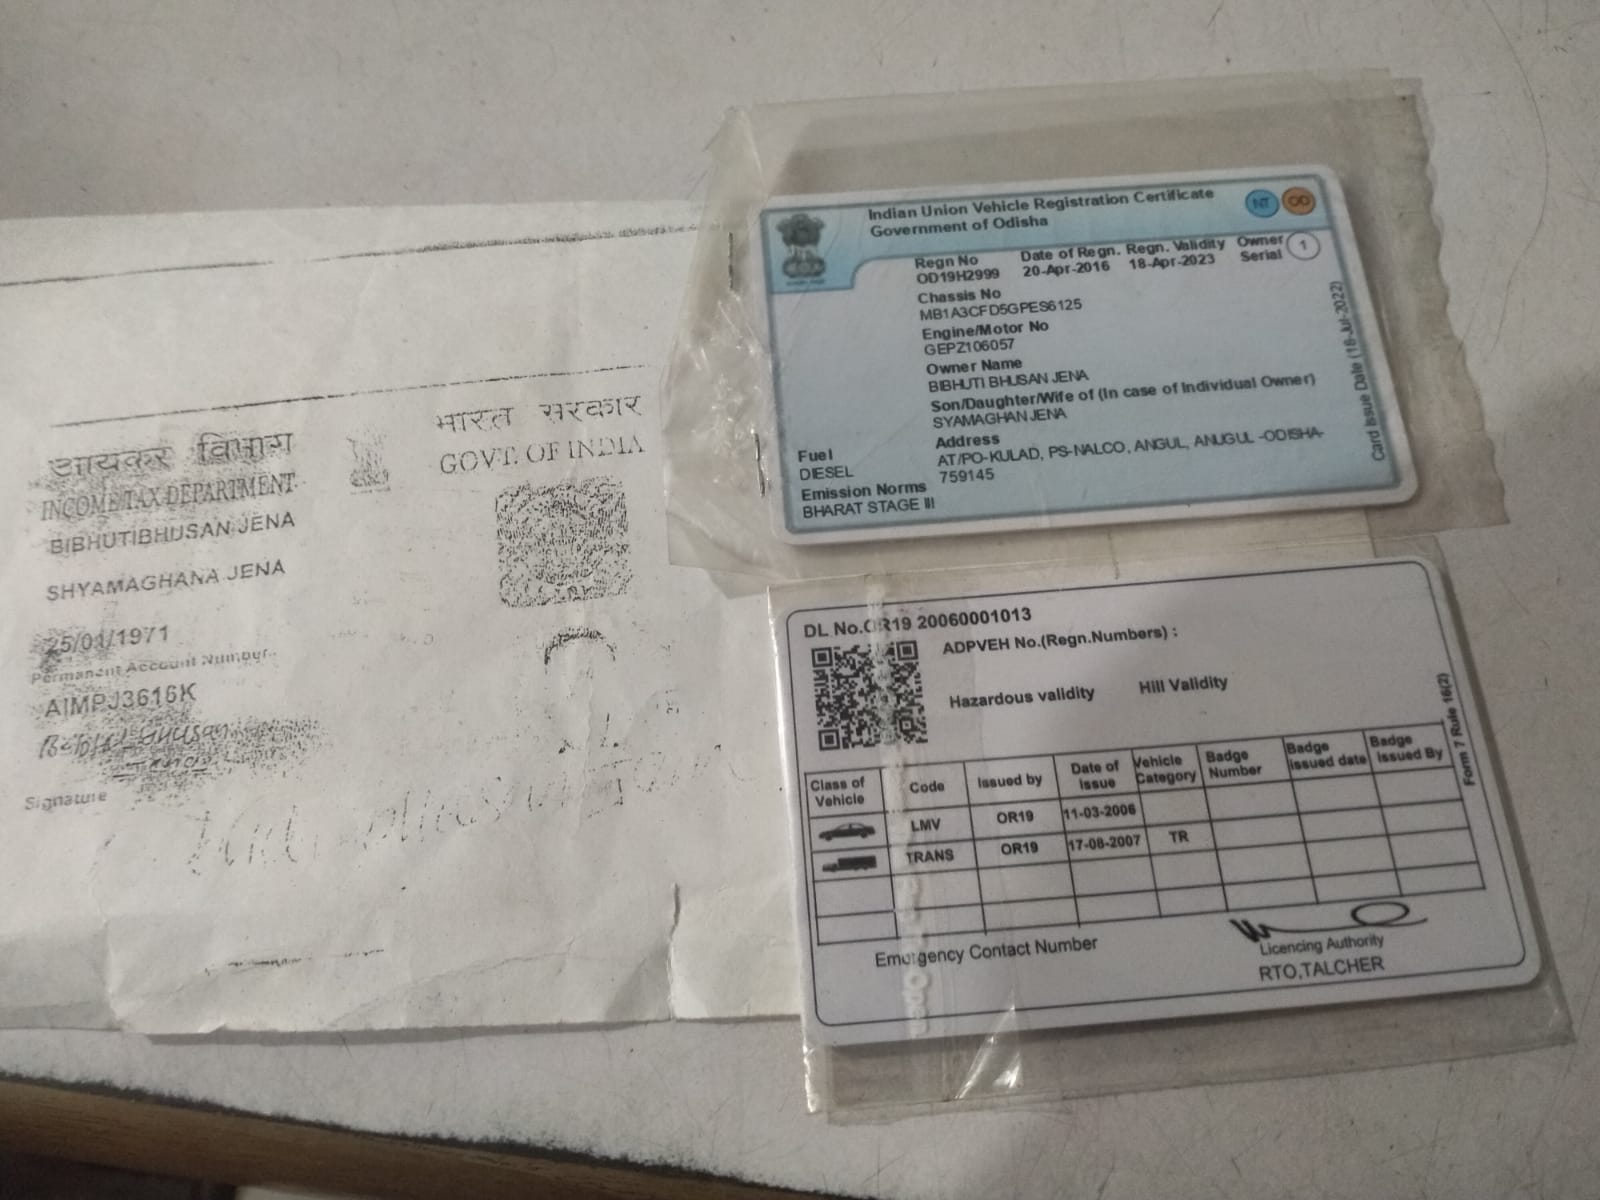 आयकर विभाग
INCOME TAX DEPARTMENT
भारत सरकार
GOVT. OF INDIA
BIBHUTIBHUSAN JENA
SHYAMAGHANA JENA
25/01/1971
Permanent Account Number
AIMPJ3616K
Signature
Indian Union Vehicle Registration Certificate
Government of Odisha
NT OD
Regn No Date of Regn. Regn. Validity Owner Serial 1
OD19H2999 20-Apr-2016 18-Apr-2023
Chassis No
MB1A3CFD5GPES6125
Engine/Motor No
GEPZ106057
Owner Name
BIBHUTI BHUSAN JENA
Son/Daughter/Wife of (In case of Individual Owner)
SYAMAGHAN JENA
Address
AT/PO-KULAD, PS-NALCO, ANGUL, ANUGUL -ODISHA-
759145
Fuel
DIESEL
Emission Norms
BHARAT STAGE III
Card Issue Date (18-Jul-2022)
DL No.OR19 20060001013
ADPVEH No.(Regn.Numbers) :
Hazardous validity Hill Validity
Form 7 Rule 16(2)
Class of Vehicle Code Issued by Date of Issue Vehicle Category Badge Number Badge issued date Badge Issued By
LMV OR19 11-03-2006
TRANS OR19 17-08-2007 TR
Emergency Contact Number
Licencing Authority
RTO,TALCHER